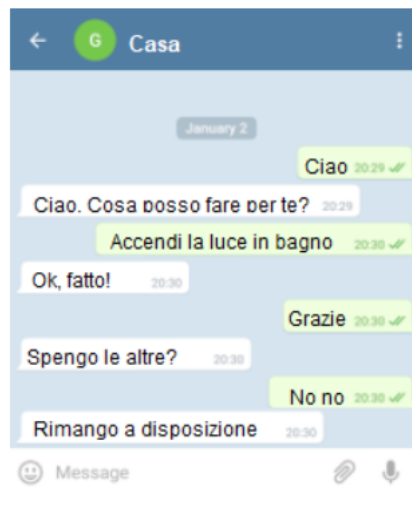 G
Casa
January 2
Ciao 20:29
Ciao. Cosa posso fare per te? 20:29
Accendi la luce in bagno 20:30
Ok, fatto! 20:30
Grazie 20:30
Spengo le altre? 20:30
No no 20:30
Rimango a disposizione 20:30
Message